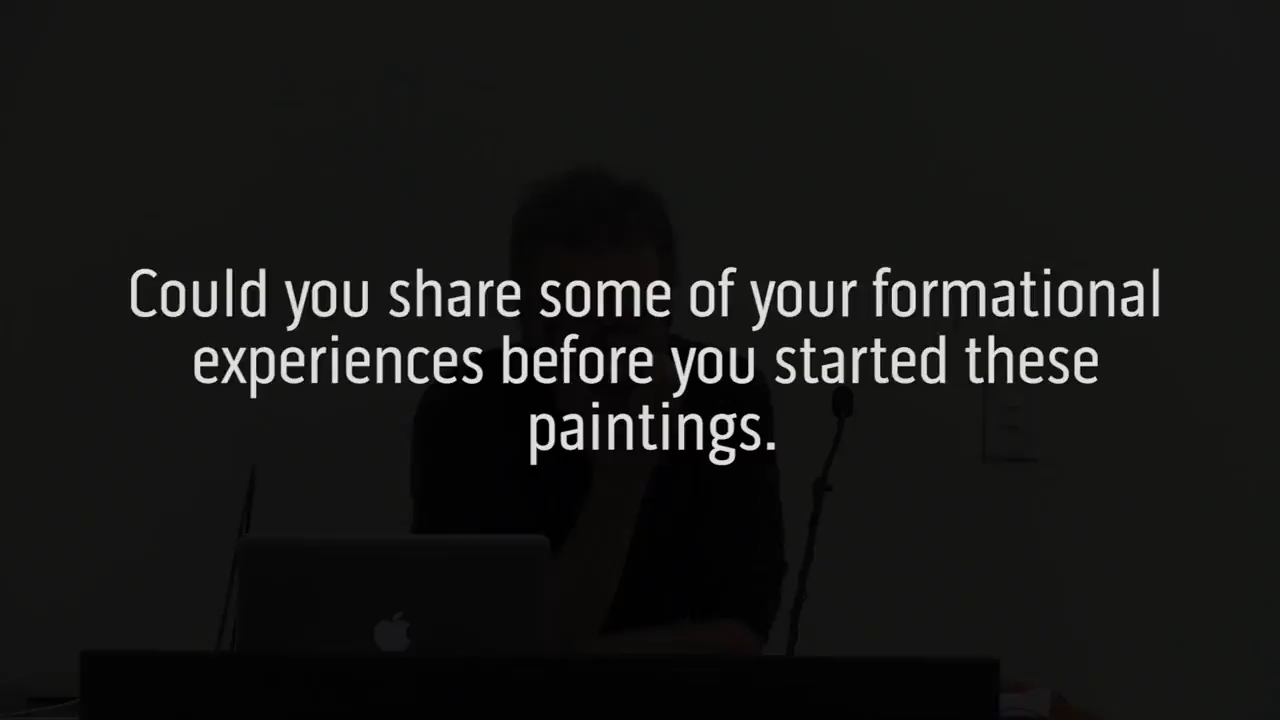 Could you share some of your formational
experiences before you started these
paintings.